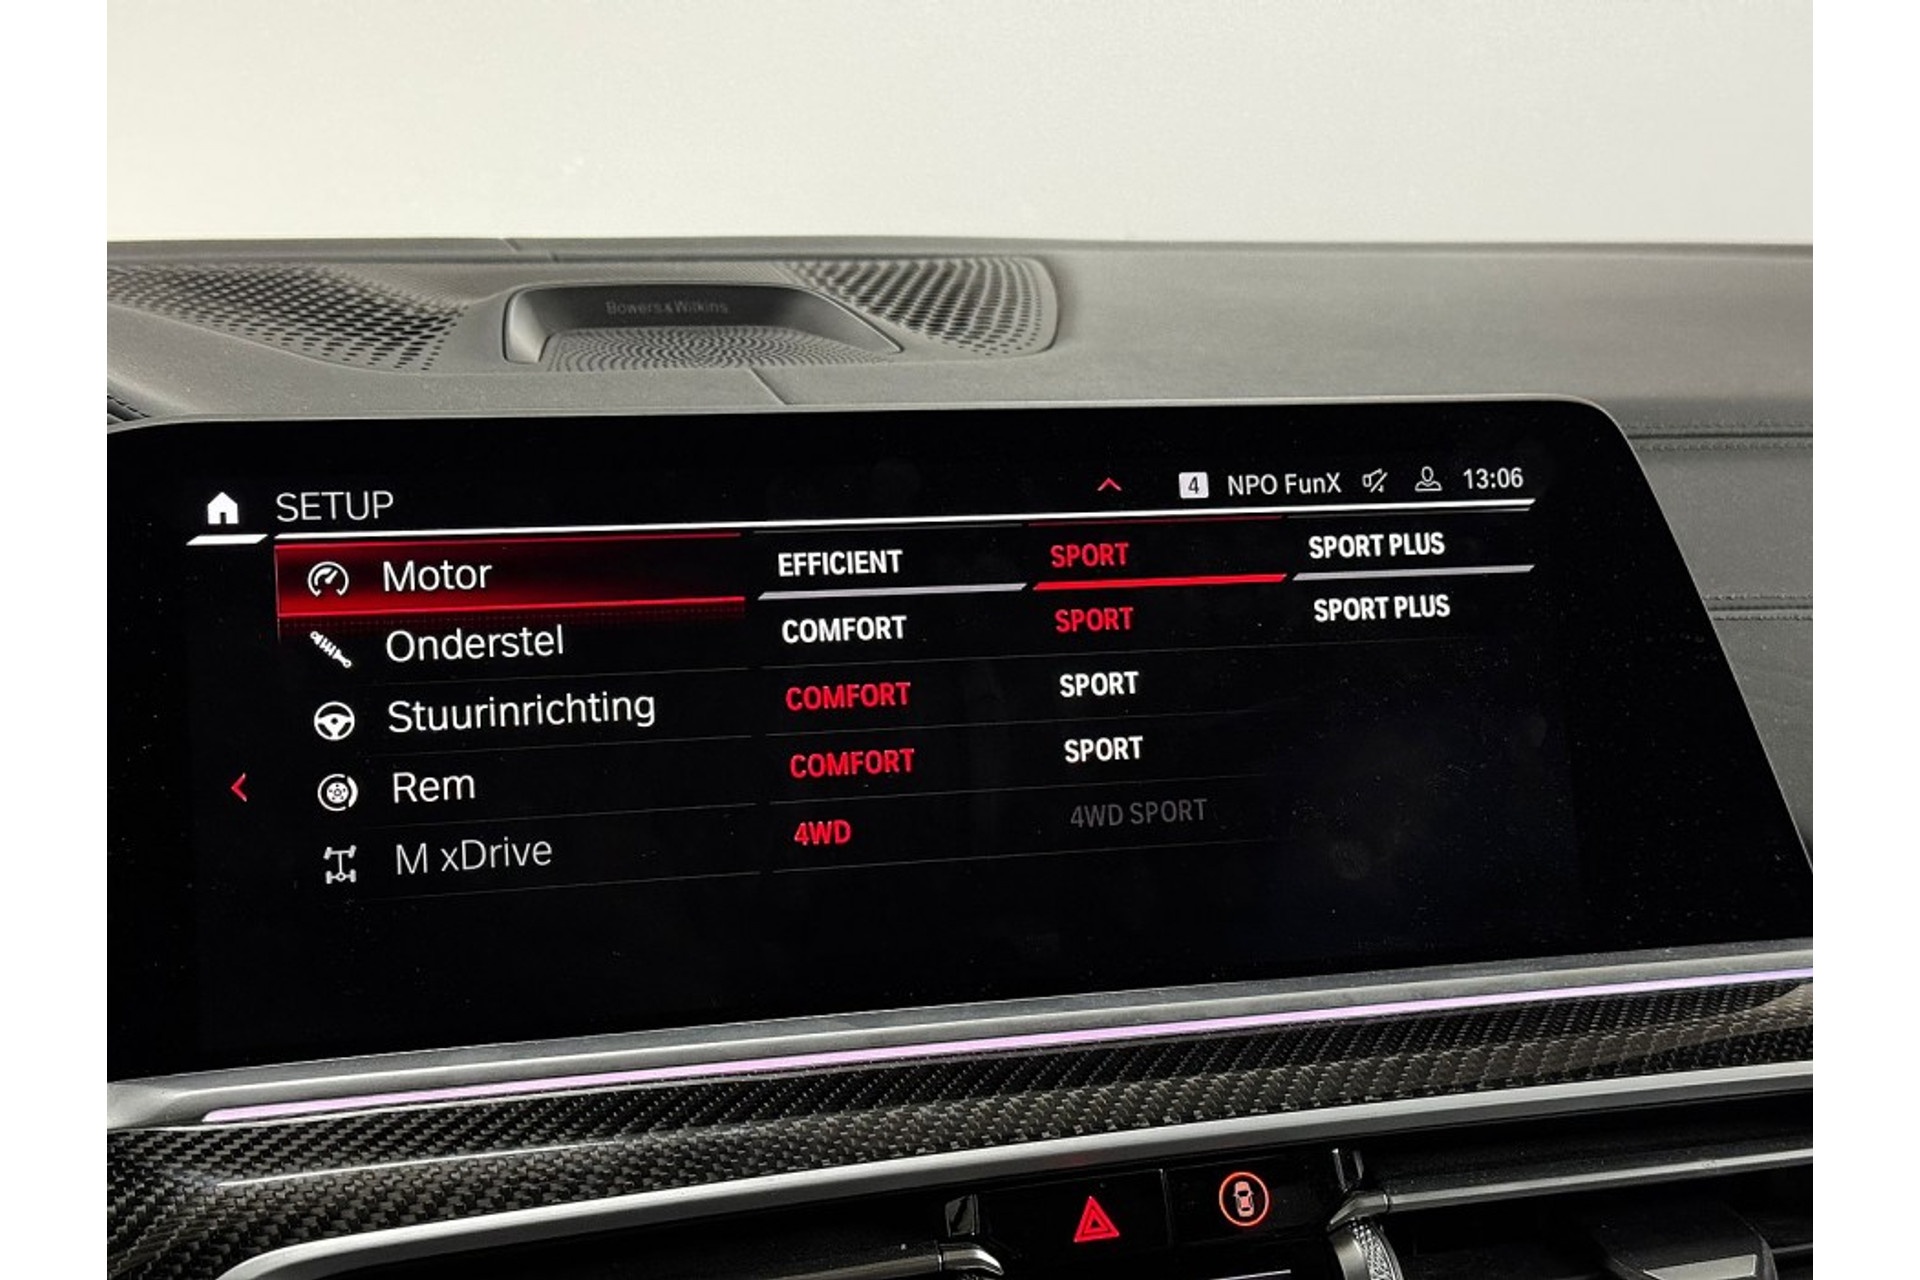 Bowers & Wilkins
SETUP 4 NPO FunX 13:06
Motor EFFICIENT SPORT SPORT PLUS
Onderstel COMFORT SPORT SPORT PLUS
Stuurinrichting COMFORT SPORT
Rem COMFORT SPORT
M xDrive 4WD 4WD SPORT